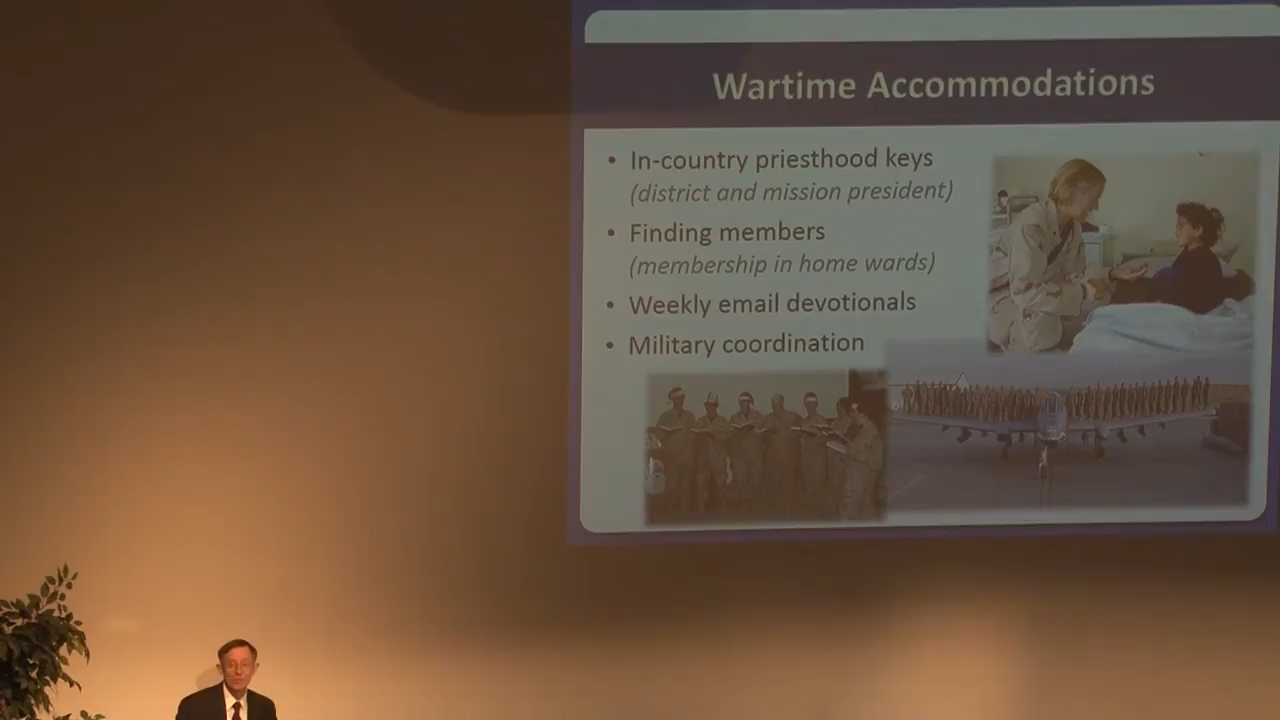 Wartime Accommodations
• In-country priesthood keys
(district and mission president)
• Finding members
(membership in home wards)
• Weekly email devotionals
• Military coordination